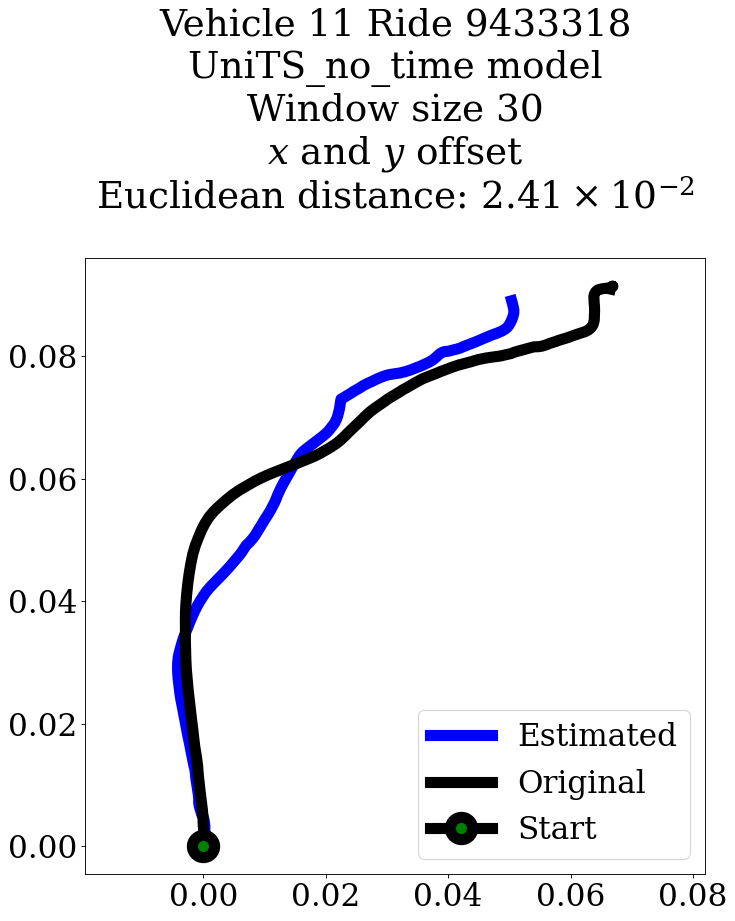 Vehicle 11 Ride 9433318
UniTS_no_time model
Window size 30
x and y offset
Euclidean distance: 2.41 × 10⁻²
0.08
0.06
0.04
0.02
0.00
Estimated
Original
Start
0.00 0.02 0.04 0.06 0.08